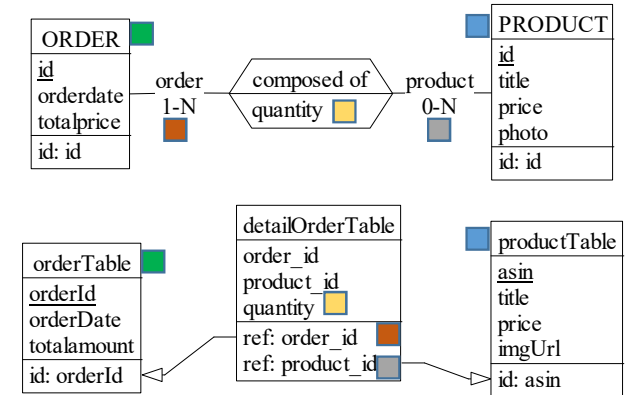 ORDER
id
orderdate
totalprice
id: id
order
1-N
composed of
quantity
product
0-N
PRODUCT
id
title
price
photo
id: id
orderTable
orderId
orderDate
totalamount
id: orderId
detailOrderTable
order_id
product_id
quantity
ref: order_id
ref: product_id
productTable
asin
title
price
imgUrl
id: asin